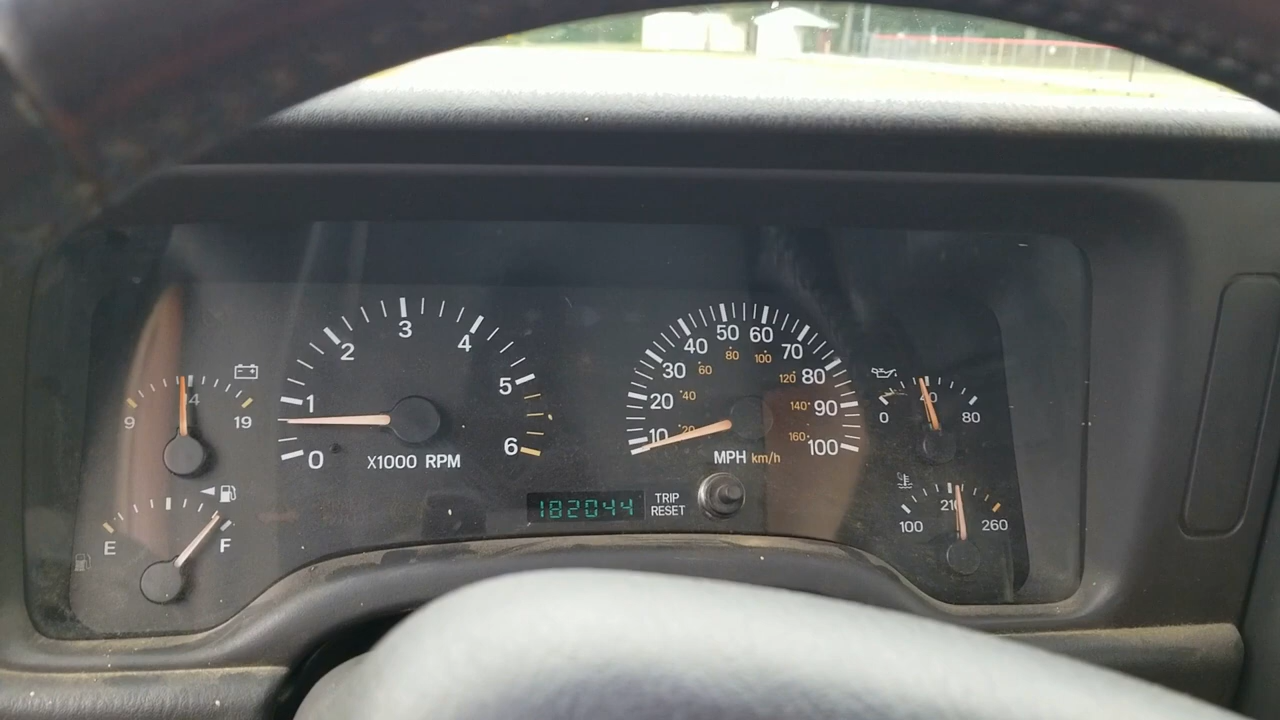 9 14 19
E F
0 1 2 3 4 5 6
X1000 RPM
10 20 30 40 50 60 70 80 90 100
20 40 60 80 100 120 140 160
MPH km/h
182044
TRIP
RESET
0 40 80
100 210 260